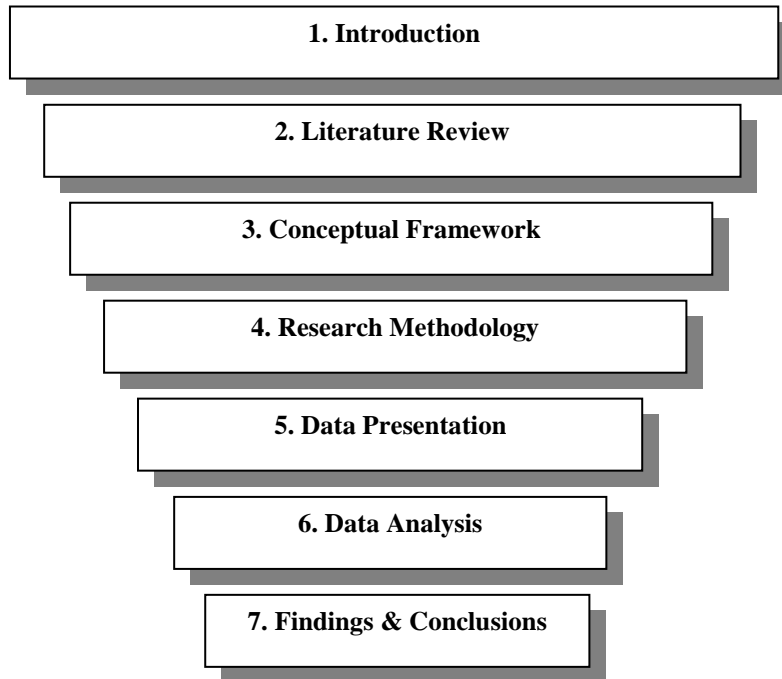 1. Introduction
2. Literature Review
3. Conceptual Framework
4. Research Methodology
5. Data Presentation
6. Data Analysis
7. Findings & Conclusions